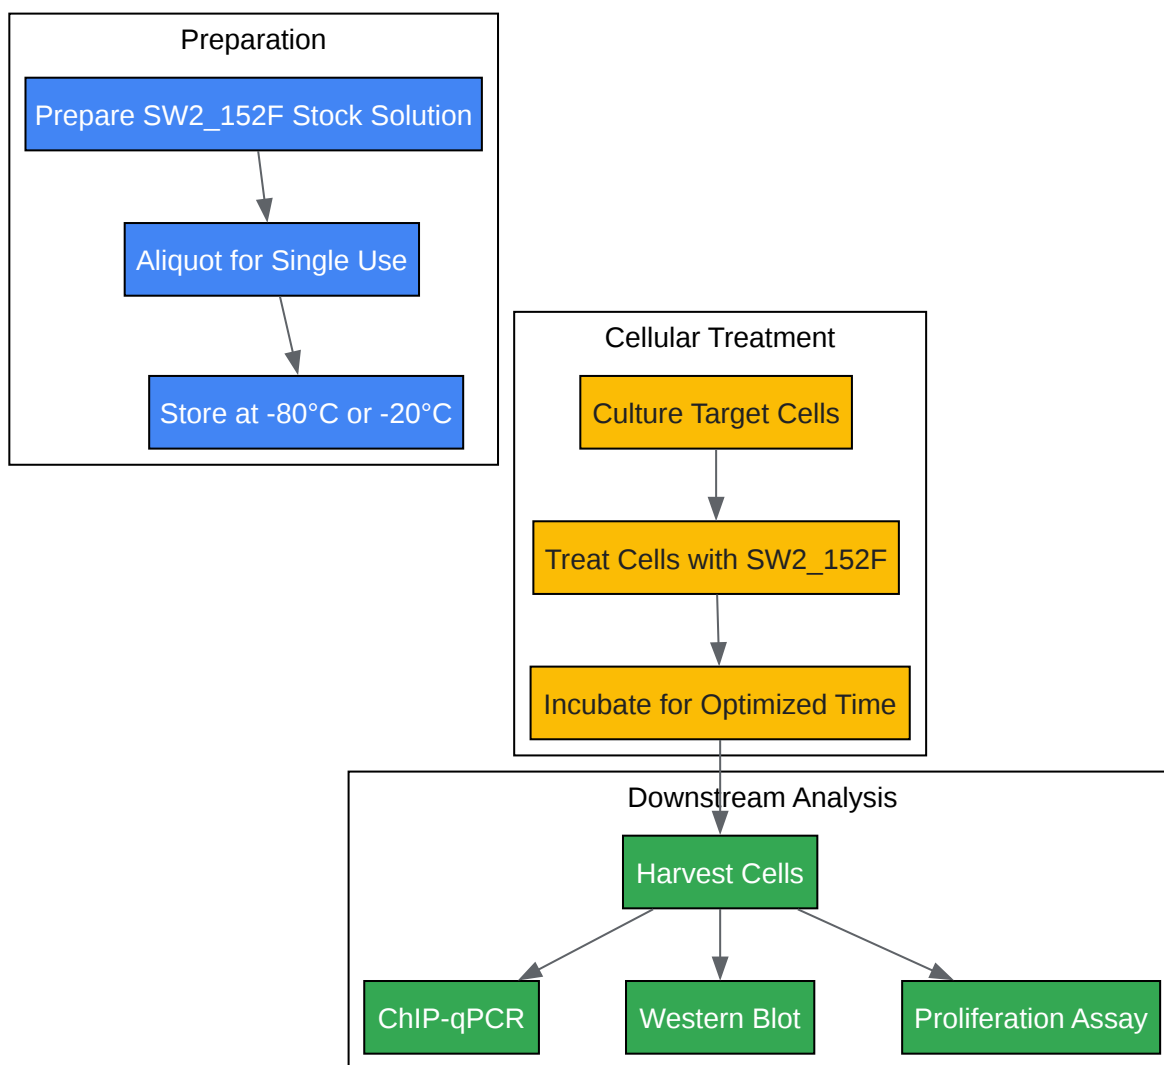 Preparation
Prepare SW2_152F Stock Solution
Aliquot for Single Use
Store at -80°C or -20°C
Cellular Treatment
Culture Target Cells
Treat Cells with SW2_152F
Incubate for Optimized Time
Downstream Analysis
Harvest Cells
ChIP-qPCR
Western Blot
Proliferation Assay